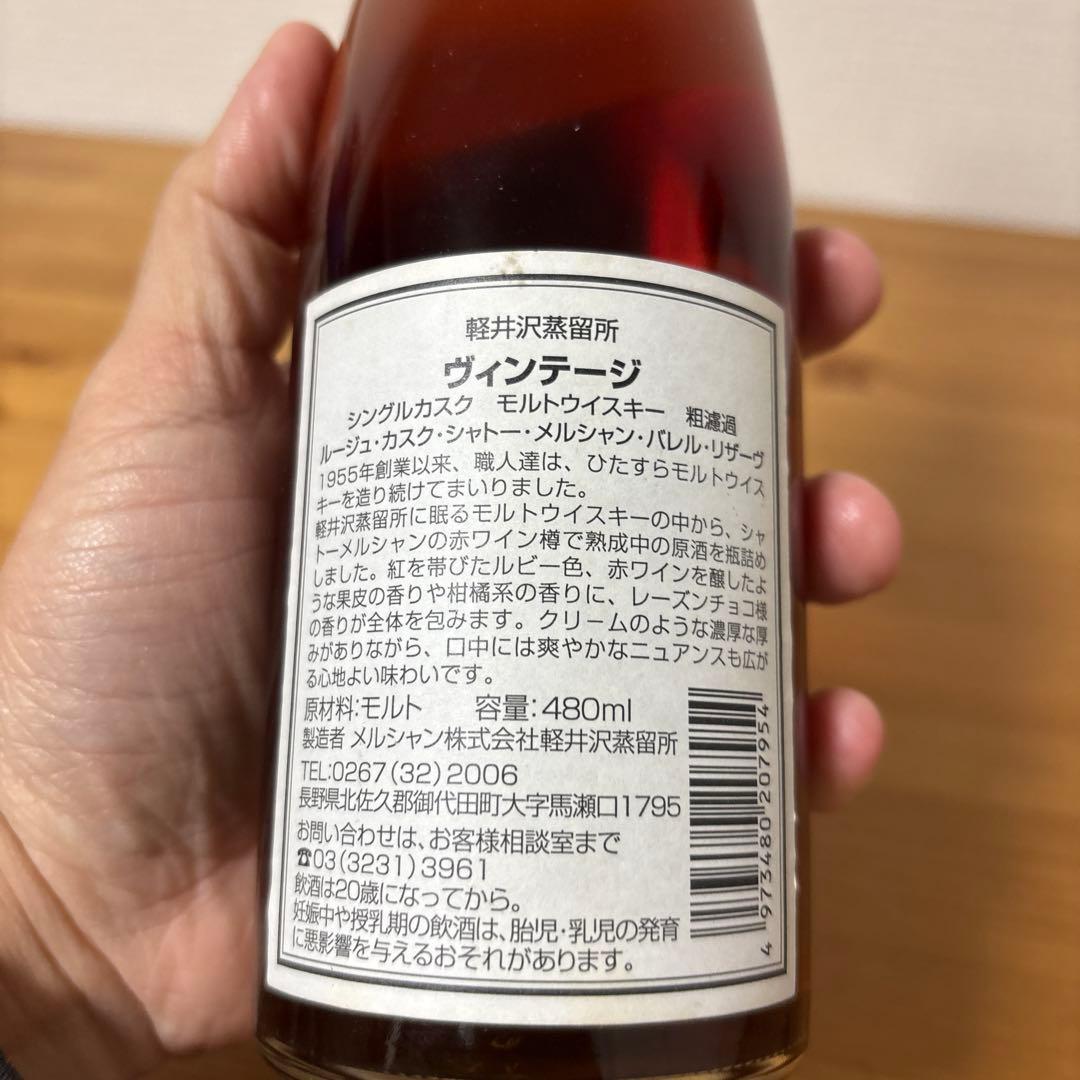 軽井沢蒸留所
ヴィンテージ
シングルカスク モルトウイスキー 粗濾過
ルージュ・カスク・シャトー・メルシャン・バレル・リザーヴ
1955年創業以来、職人達は、ひたすらモルトウイス
キーを造り続けてまいりました。
軽井沢蒸留所に眠るモルトウイスキーの中から、シャ
トーメルシャンの赤ワイン樽で熟成中の原酒を瓶詰め
しました。紅を帯びたルビー色、赤ワインを醸したよ
うな果皮の香りや柑橘系の香りに、レーズンチョコ様
の香りが全体を包みます。クリームのような濃厚な厚
みがありながら、口中には爽やかなニュアンスも広が
る心地よい味わいです。
原材料:モルト 容量:480ml
製造者 メルシャン株式会社軽井沢蒸留所
TEL:0267(32)2006
長野県北佐久郡御代田町大字馬瀬口1795
お問い合わせは、お客様相談室まで
☎03(3231)3961
飲酒は20歳になってから。
妊娠中や授乳期の飲酒は、胎児・乳児の発育
に悪影響を与えるおそれがあります。
4 973480 207954